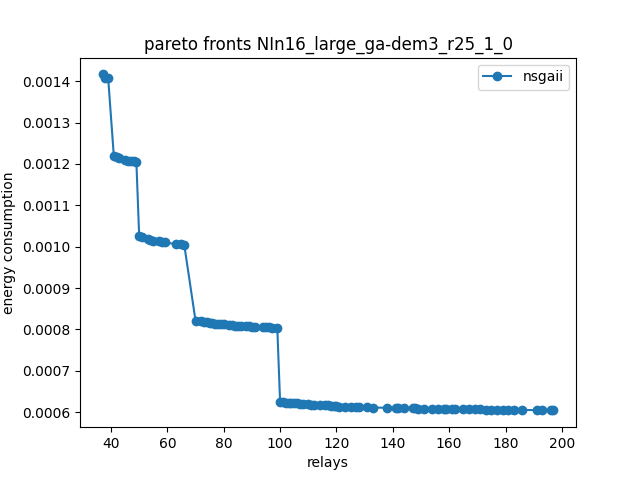 pareto fronts NIn16_large_ga-dem3_r25_1_0
nsgaii
0.0014
0.0013
0.0012
0.0011
0.0010
0.0009
0.0008
0.0007
0.0006
energy consumption
40 60 80 100 120 140 160 180 200
relays